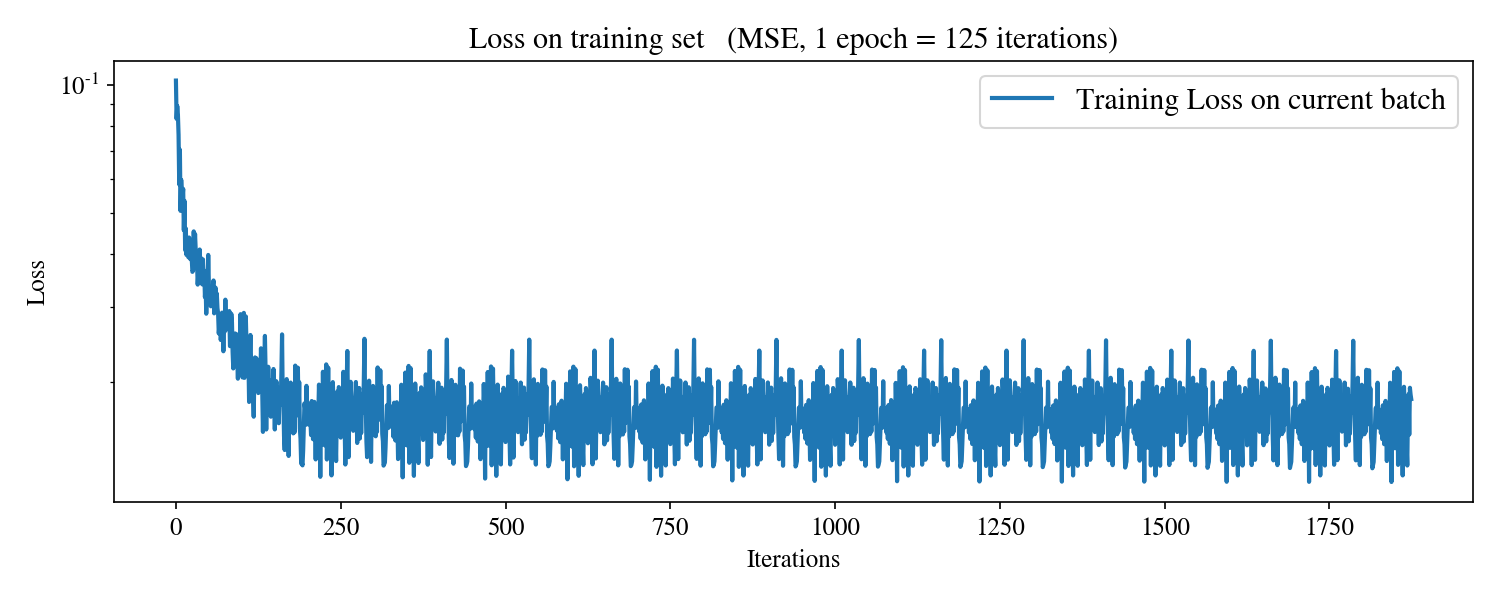 Loss on training set (MSE, 1 epoch = 125 iterations)
10-1
Training Loss on current batch
Loss
0 250 500 750 1000 1250 1500 1750
Iterations